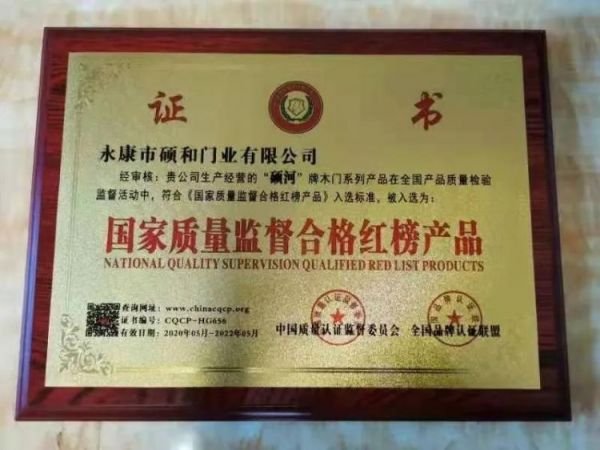 证 书
永康市硕和门业有限公司
经审核：贵公司生产经营的“硕河”牌木门系列产品在全国产品质量检验
监督活动中，符合《国家质量监督合格红榜产品》入选标准，被入选为：
国家质量监督合格红榜产品
NATIONAL QUALITY SUPERVISION QUALIFIED RED LIST PRODUCTS
查询网址：www.chinacqcp.org
证书编号：CQCP-HG656
有效日期：2020年05月-2022年05月
中国质量认证监督委员会 全国品牌认证联盟